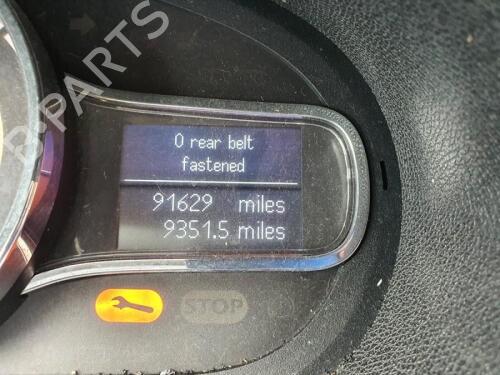 B-PARTS
0 rear belt
fastened
91629 miles
9351.5 miles
STOP